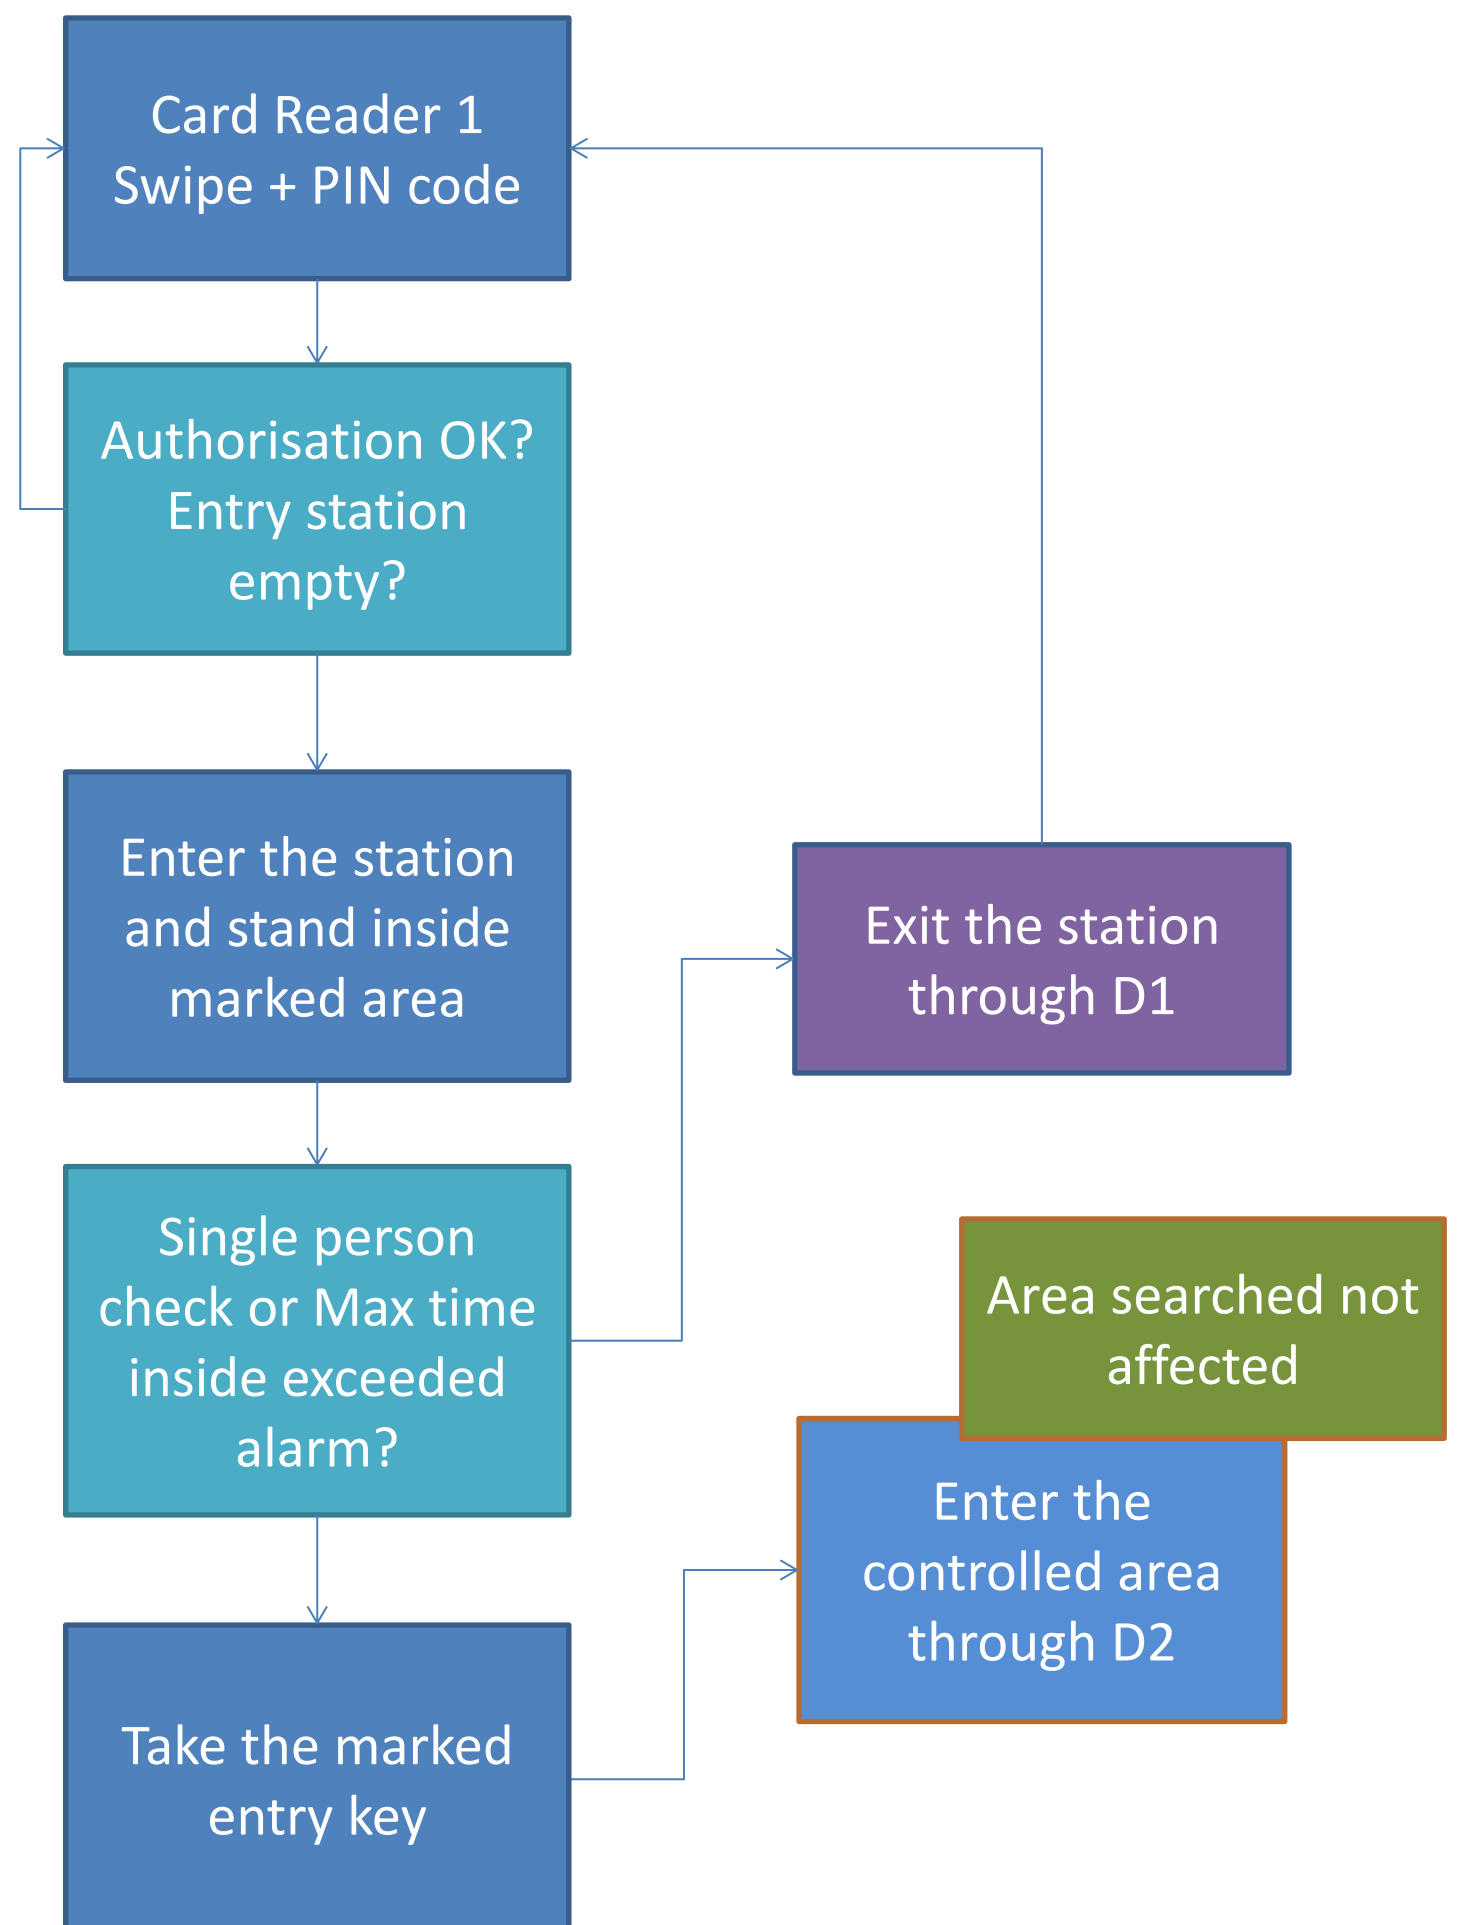 Card Reader 1
Swipe + PIN code
Authorisation OK?
Entry station
empty?
Enter the station
and stand inside
marked area
Exit the station
through D1
Single person
check or Max time
inside exceeded
alarm?
Area searched not
affected
Enter the
controlled area
through D2
Take the marked
entry key